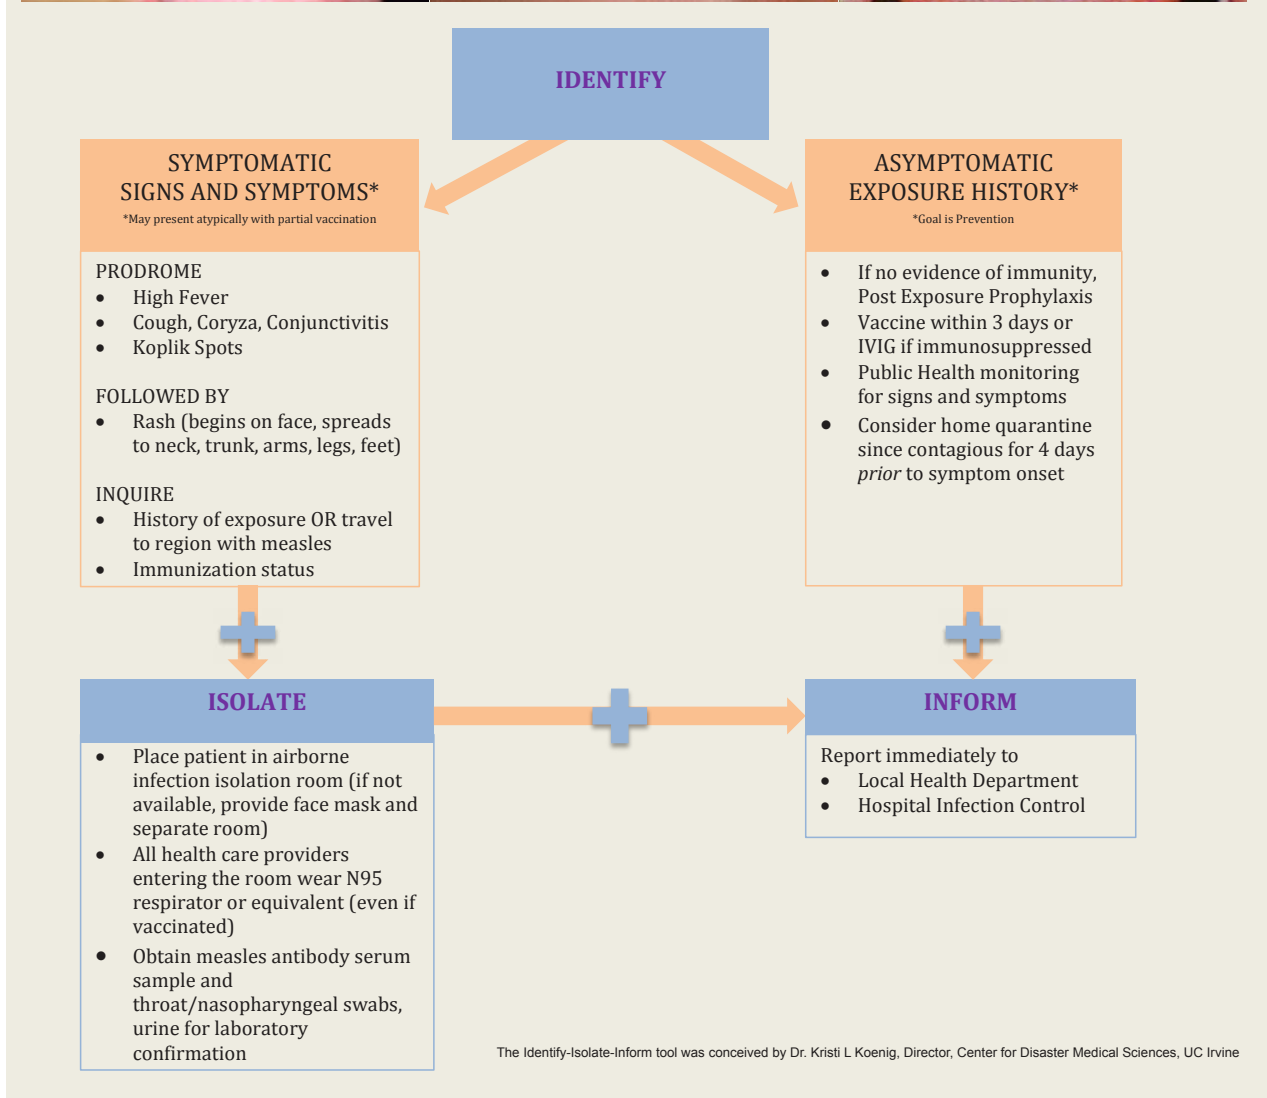 IDENTIFY
SYMPTOMATIC
SIGNS AND SYMPTOMS*
*May present atypically with partial vaccination
PRODROME
• High Fever
• Cough, Coryza, Conjunctivitis
• Koplik Spots
FOLLOWED BY
• Rash (begins on face, spreads
to neck, trunk, arms, legs, feet)
INQUIRE
• History of exposure OR travel
to region with measles
• Immunization status
ASYMPTOMATIC
EXPOSURE HISTORY*
*Goal is Prevention
• If no evidence of immunity,
Post Exposure Prophylaxis
• Vaccine within 3 days or
IVIG if immunosuppressed
• Public Health monitoring
for signs and symptoms
• Consider home quarantine
since contagious for 4 days
prior to symptom onset
ISOLATE
• Place patient in airborne
infection isolation room (if not
available, provide face mask and
separate room)
• All health care providers
entering the room wear N95
respirator or equivalent (even if
vaccinated)
• Obtain measles antibody serum
sample and
throat/nasopharyngeal swabs,
urine for laboratory
confirmation
INFORM
Report immediately to
• Local Health Department
• Hospital Infection Control
The Identify-Isolate-Inform tool was conceived by Dr. Kristi L Koenig, Director, Center for Disaster Medical Sciences, UC Irvine